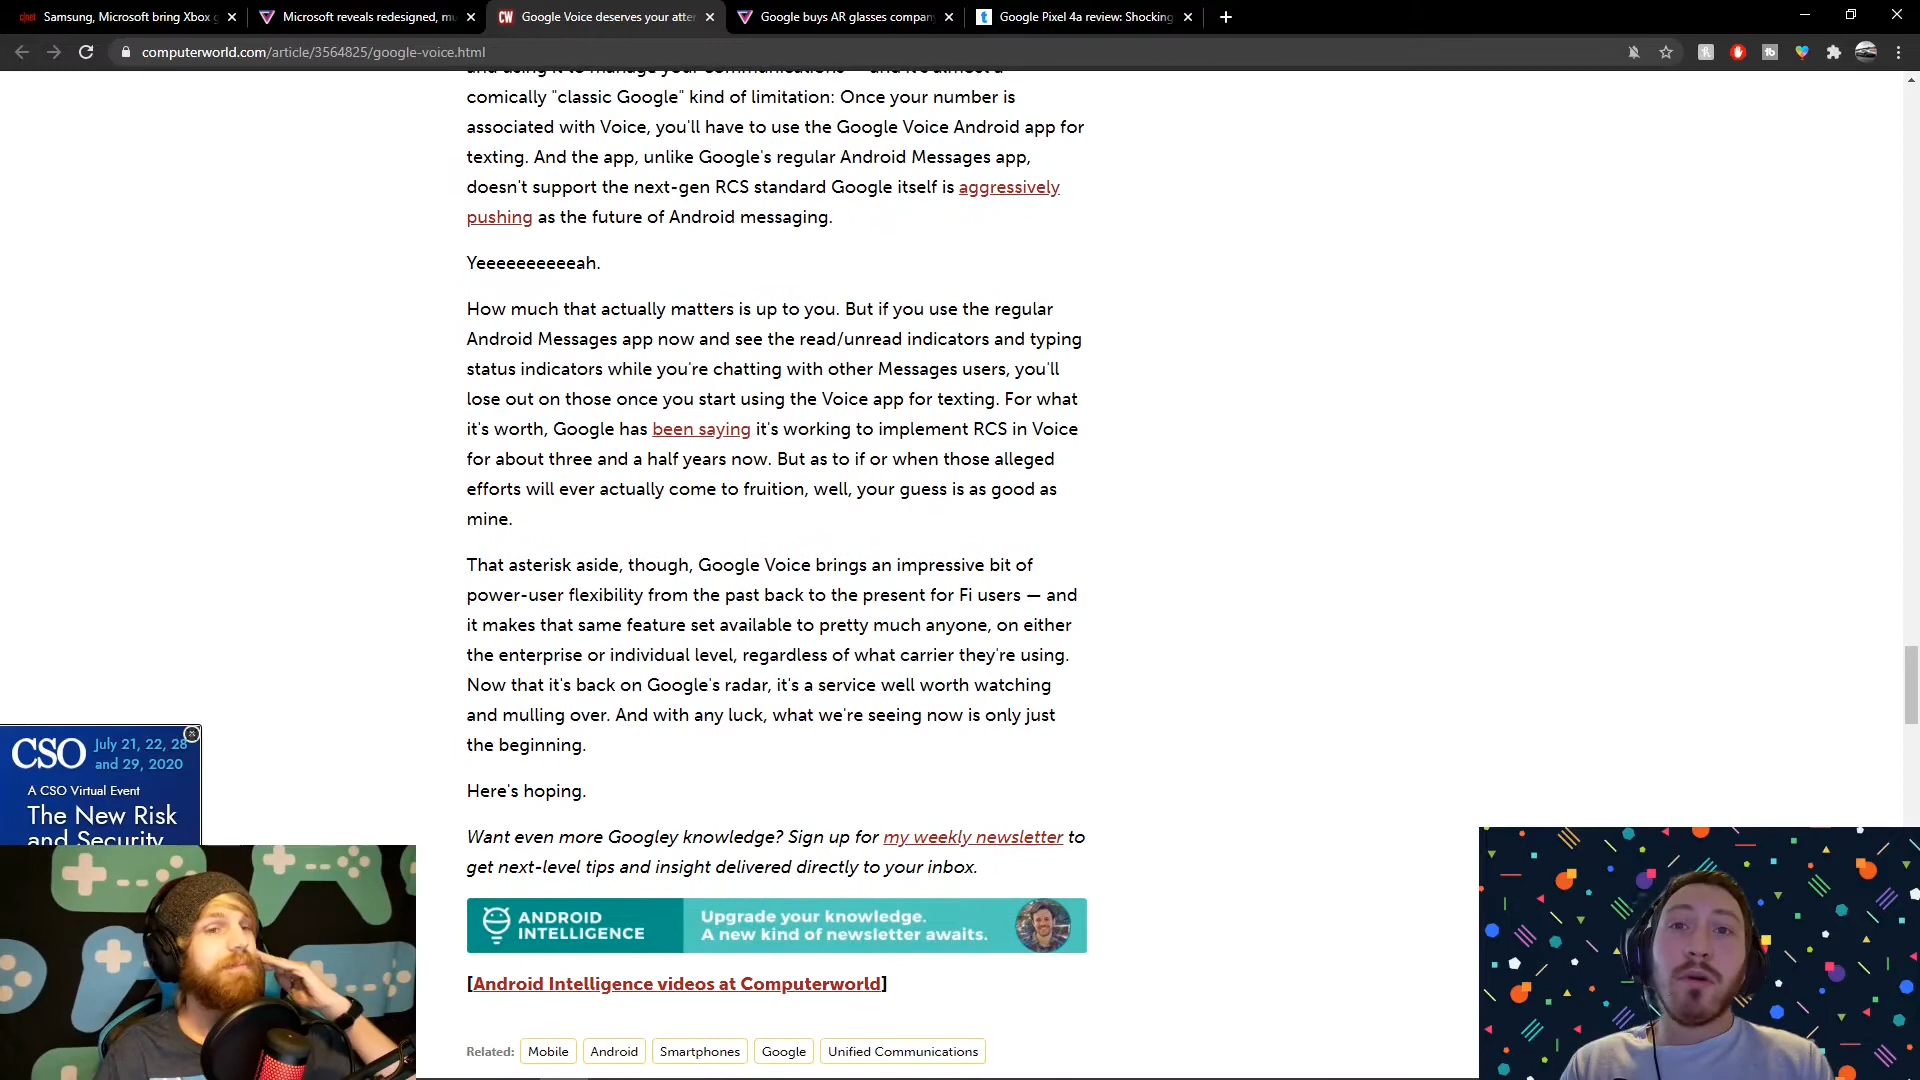 cnet Samsung, Microsoft bring Xbox g
Microsoft reveals redesigned, mu
CW Google Voice deserves your atte
Google buys AR glasses company
t Google Pixel 4a review: Shocking
computerworld.com/article/3564825/google-voice.html
comically "classic Google" kind of limitation: Once your number is
associated with Voice, you'll have to use the Google Voice Android app for
texting. And the app, unlike Google's regular Android Messages app,
doesn't support the next-gen RCS standard Google itself is aggressively
pushing as the future of Android messaging.
Yeeeeeeeeeeah.
How much that actually matters is up to you. But if you use the regular
Android Messages app now and see the read/unread indicators and typing
status indicators while you're chatting with other Messages users, you'll
lose out on those once you start using the Voice app for texting. For what
it's worth, Google has been saying it's working to implement RCS in Voice
for about three and a half years now. But as to if or when those alleged
efforts will ever actually come to fruition, well, your guess is as good as
mine.
That asterisk aside, though, Google Voice brings an impressive bit of
power-user flexibility from the past back to the present for Fi users — and
it makes that same feature set available to pretty much anyone, on either
the enterprise or individual level, regardless of what carrier they're using.
Now that it's back on Google's radar, it's a service well worth watching
and mulling over. And with any luck, what we're seeing now is only just
the beginning.
Here's hoping.
Want even more Googley knowledge? Sign up for my weekly newsletter to
get next-level tips and insight delivered directly to your inbox.
ANDROID
INTELLIGENCE
Upgrade your knowledge.
A new kind of newsletter awaits.
[Android Intelligence videos at Computerworld]
Related: Mobile Android Smartphones Google Unified Communications
CSO July 21, 22, 28
and 29, 2020
A CSO Virtual Event
The New Risk
and Security